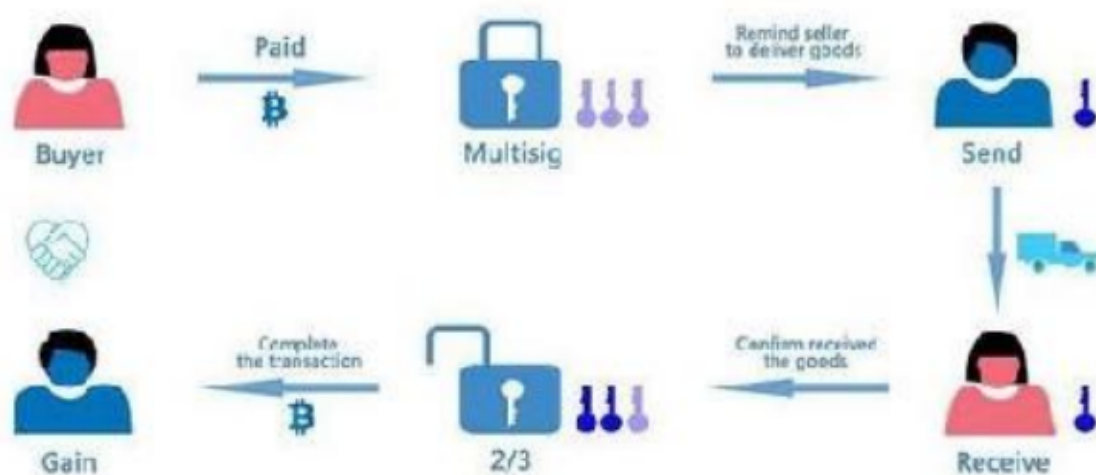 Paid
Remind seller
to deliver goods
Buyer
Multisig
Send
Complete
the transaction
Confirm received
the goods
Gain
2/3
Receive